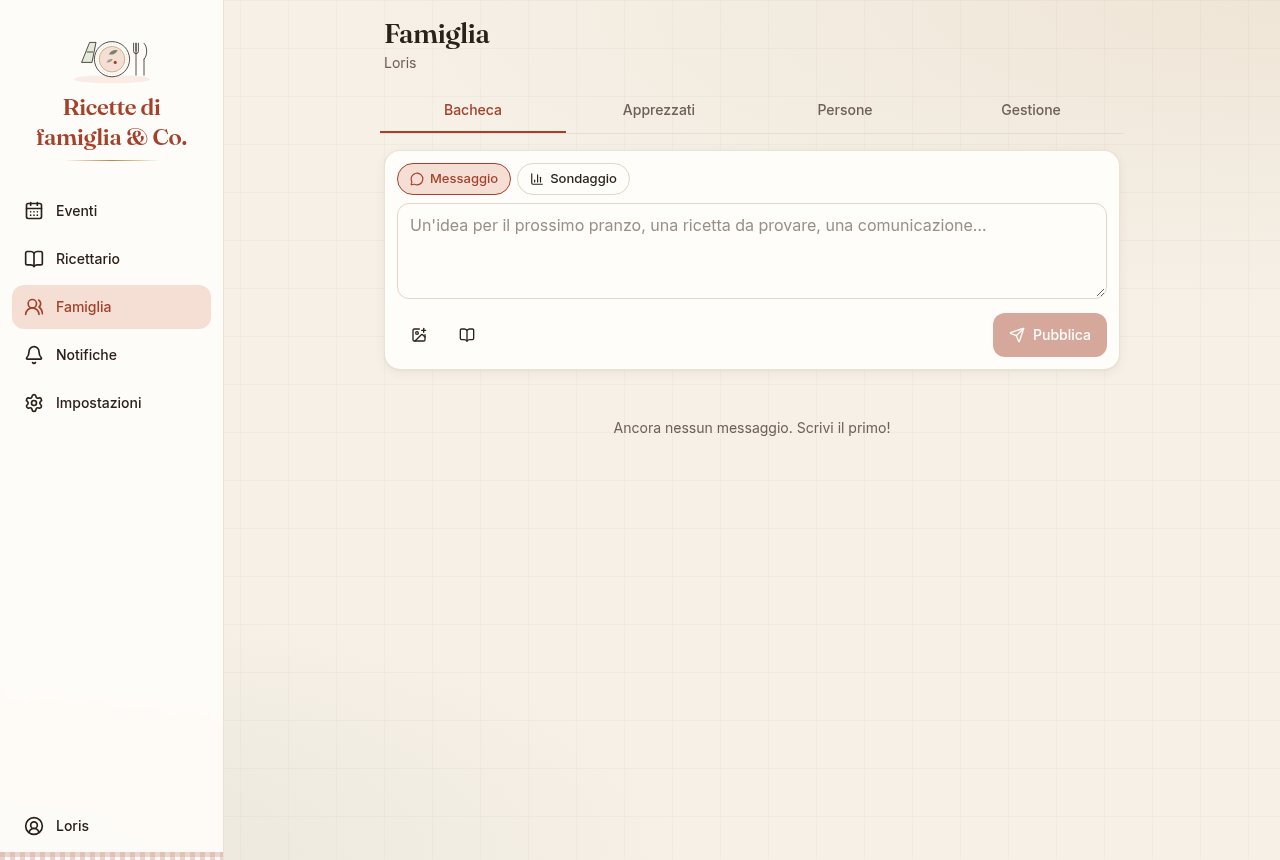 Ricette di
famiglia & Co.
Eventi
Ricettario
Famiglia
Notifiche
Impostazioni
Loris
Famiglia
Loris
Bacheca
Apprezzati
Persone
Gestione
Messaggio
Sondaggio
Un'idea per il prossimo pranzo, una ricetta da provare, una comunicazione…
Pubblica
Ancora nessun messaggio. Scrivi il primo!